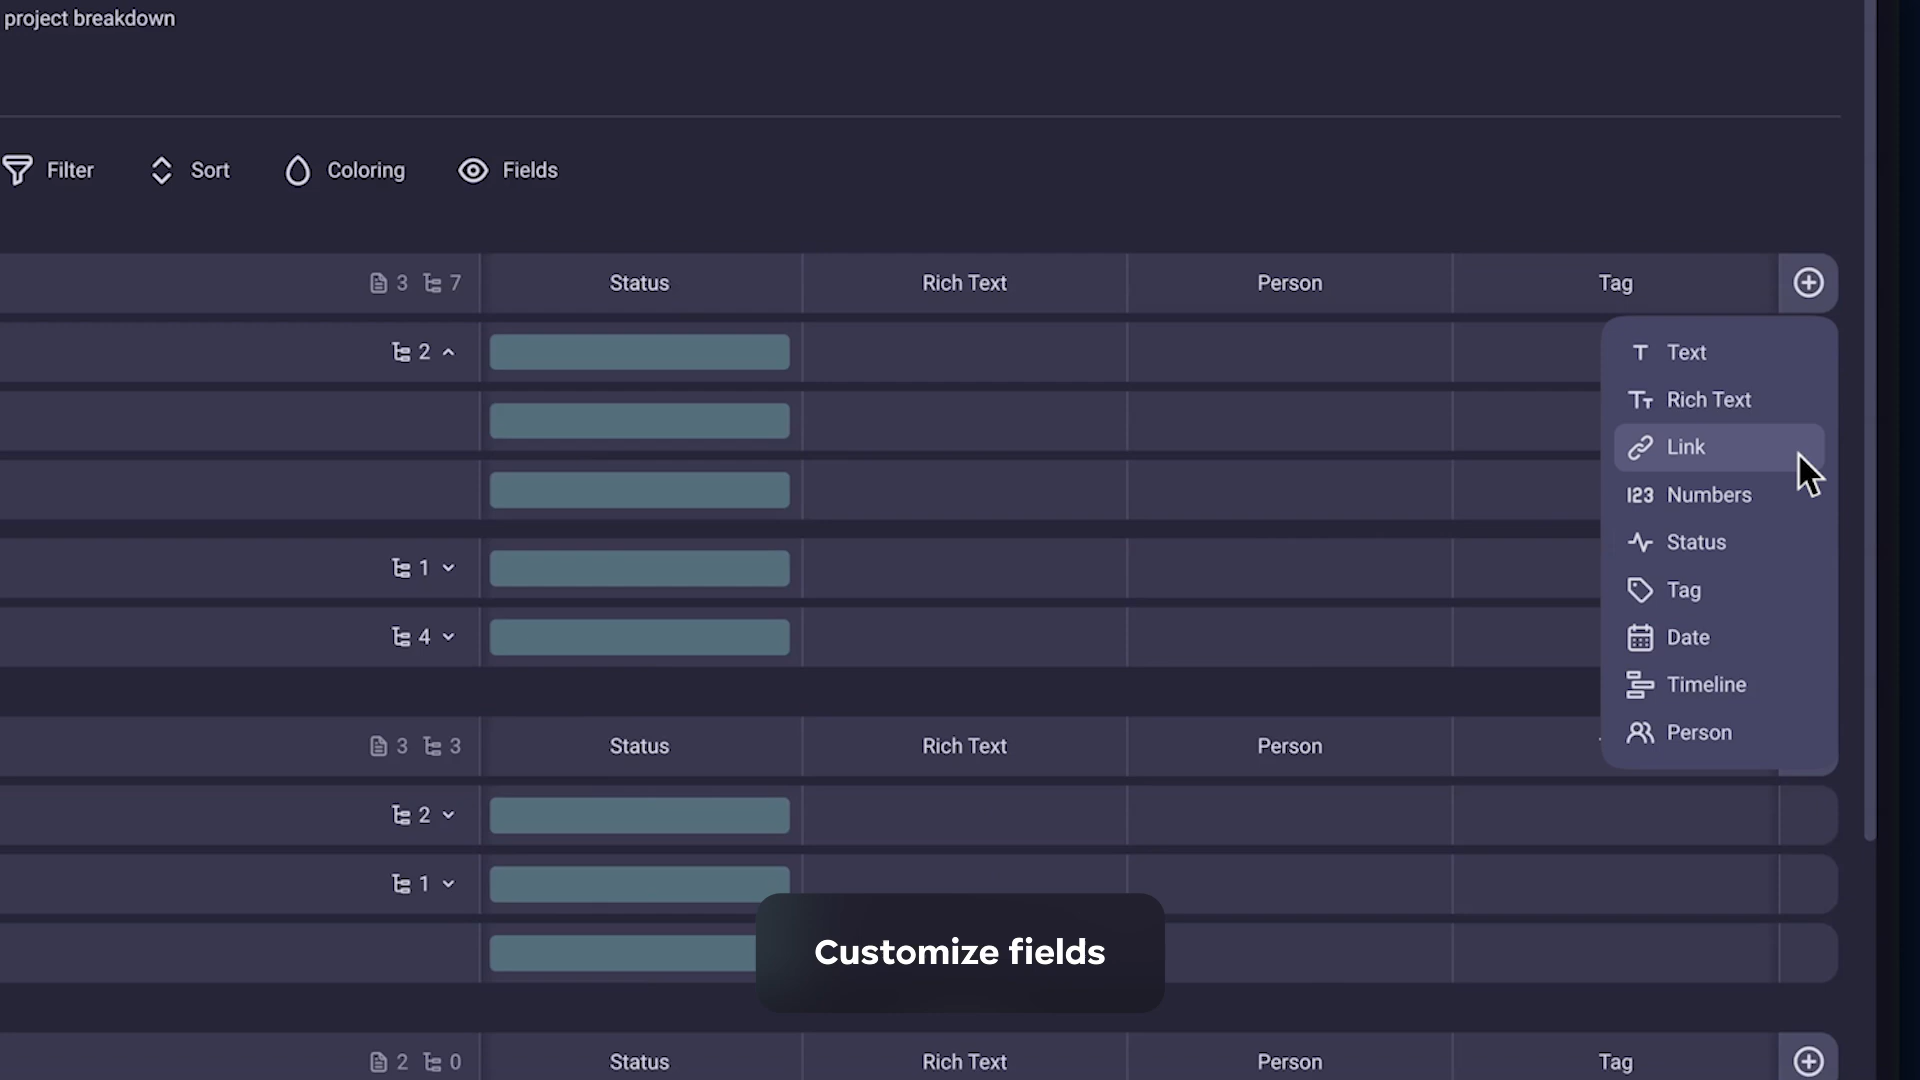 project breakdown
Filter Sort Coloring Fields
3 7 Status Rich Text Person Tag
2
Text
Rich Text
Link
123 Numbers
Status
1
Tag
4
Date
Timeline
3 3 Status Rich Text Person
Person
2
1
Customize fields
2 0 Status Rich Text Person Tag